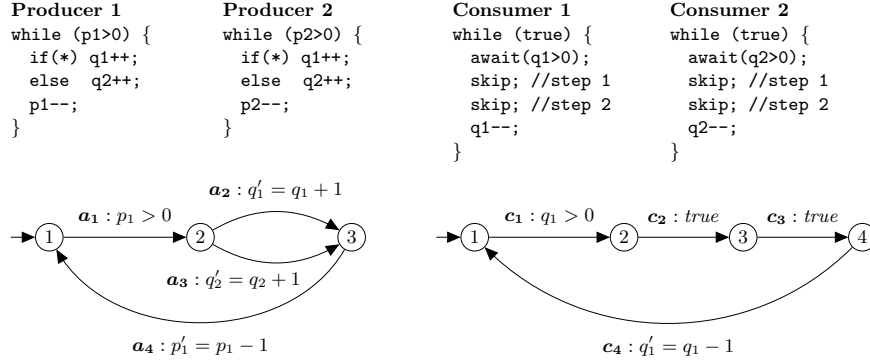 Producer 1
while (p1>0) {
if(*) q1++;
else q2++;
p1--;
}
Producer 2
while (p2>0) {
if(*) q1++;
else q2++;
p2--;
}
Consumer 1
while (true) {
await(q1>0);
skip; //step 1
skip; //step 2
q1--;
}
Consumer 2
while (true) {
await(q2>0);
skip; //step 1
skip; //step 2
q2--;
}
a₁ : p₁ > 0
a₂ : q′₁ = q₁ + 1
1
2
3
a₃ : q′₂ = q₂ + 1
a₄ : p′₁ = p₁ − 1
c₁ : q₁ > 0
c₂ : true
c₃ : true
1
2
3
4
c₄ : q′₁ = q₁ − 1